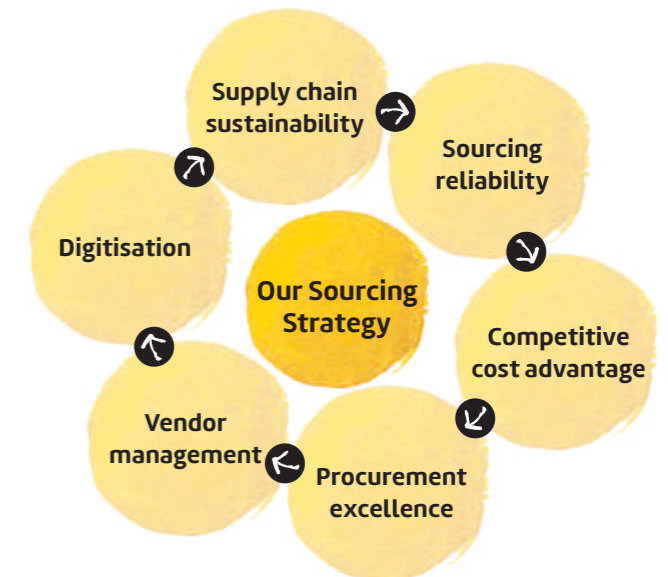 Supply chain
sustainability
Sourcing
reliability
Digitisation
Our Sourcing
Strategy
Competitive
cost advantage
Vendor
management
Procurement
excellence